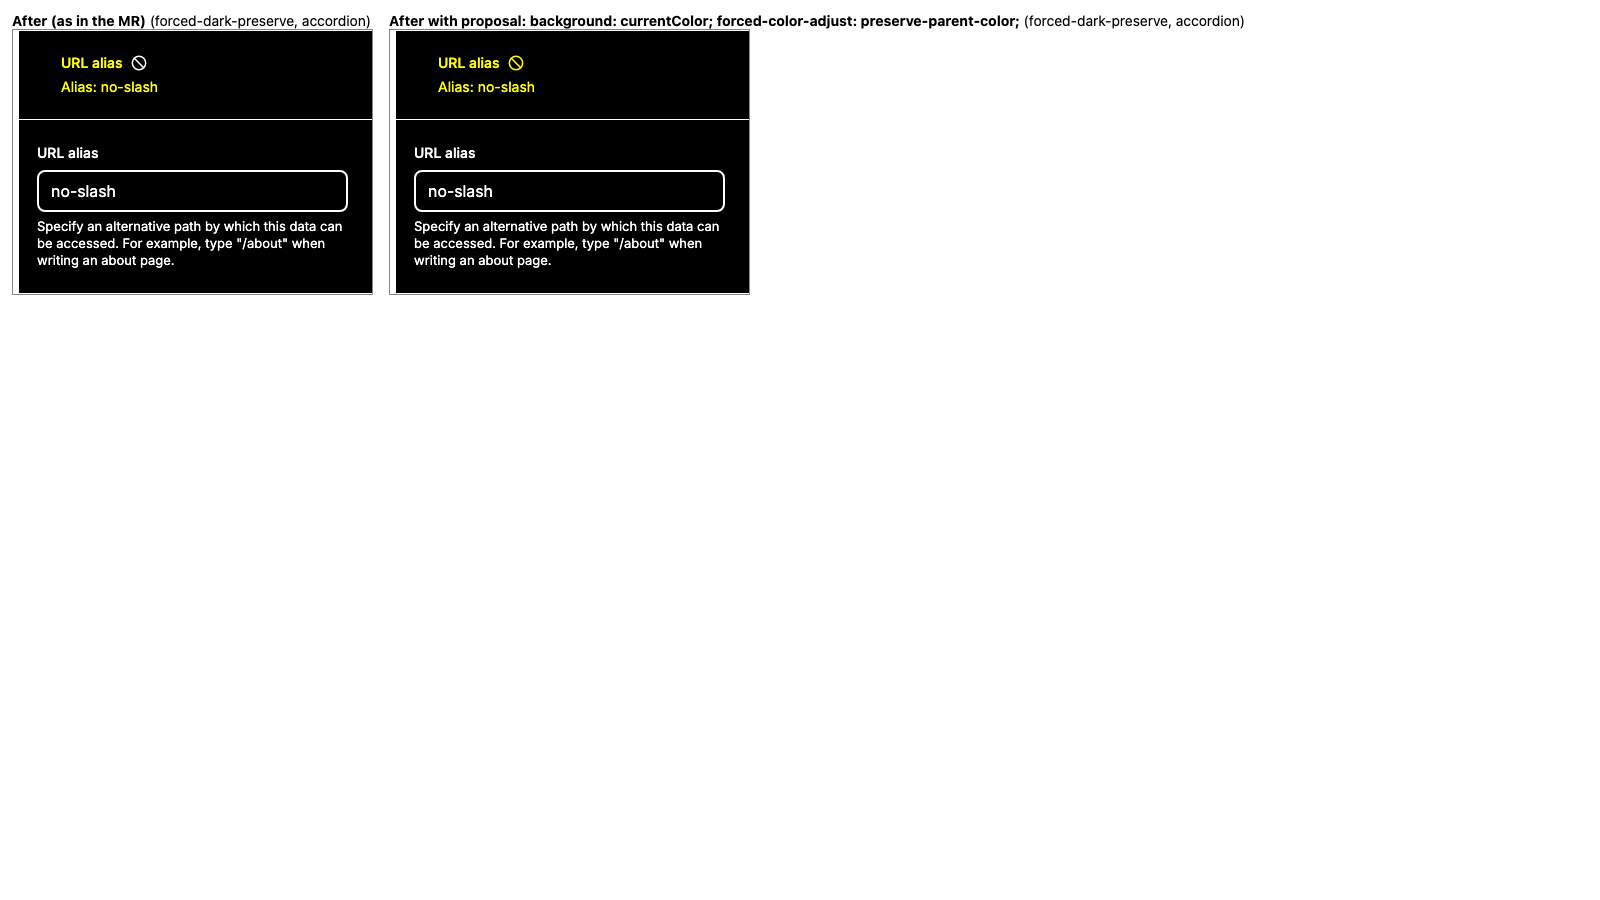 After (as in the MR) (forced-dark-preserve, accordion)
URL alias
Alias: no-slash
URL alias
no-slash
Specify an alternative path by which this data can
be accessed. For example, type "/about" when
writing an about page.
After with proposal: background: currentColor; forced-color-adjust: preserve-parent-color; (forced-dark-preserve, accordion)
URL alias
Alias: no-slash
URL alias
no-slash
Specify an alternative path by which this data can
be accessed. For example, type "/about" when
writing an about page.